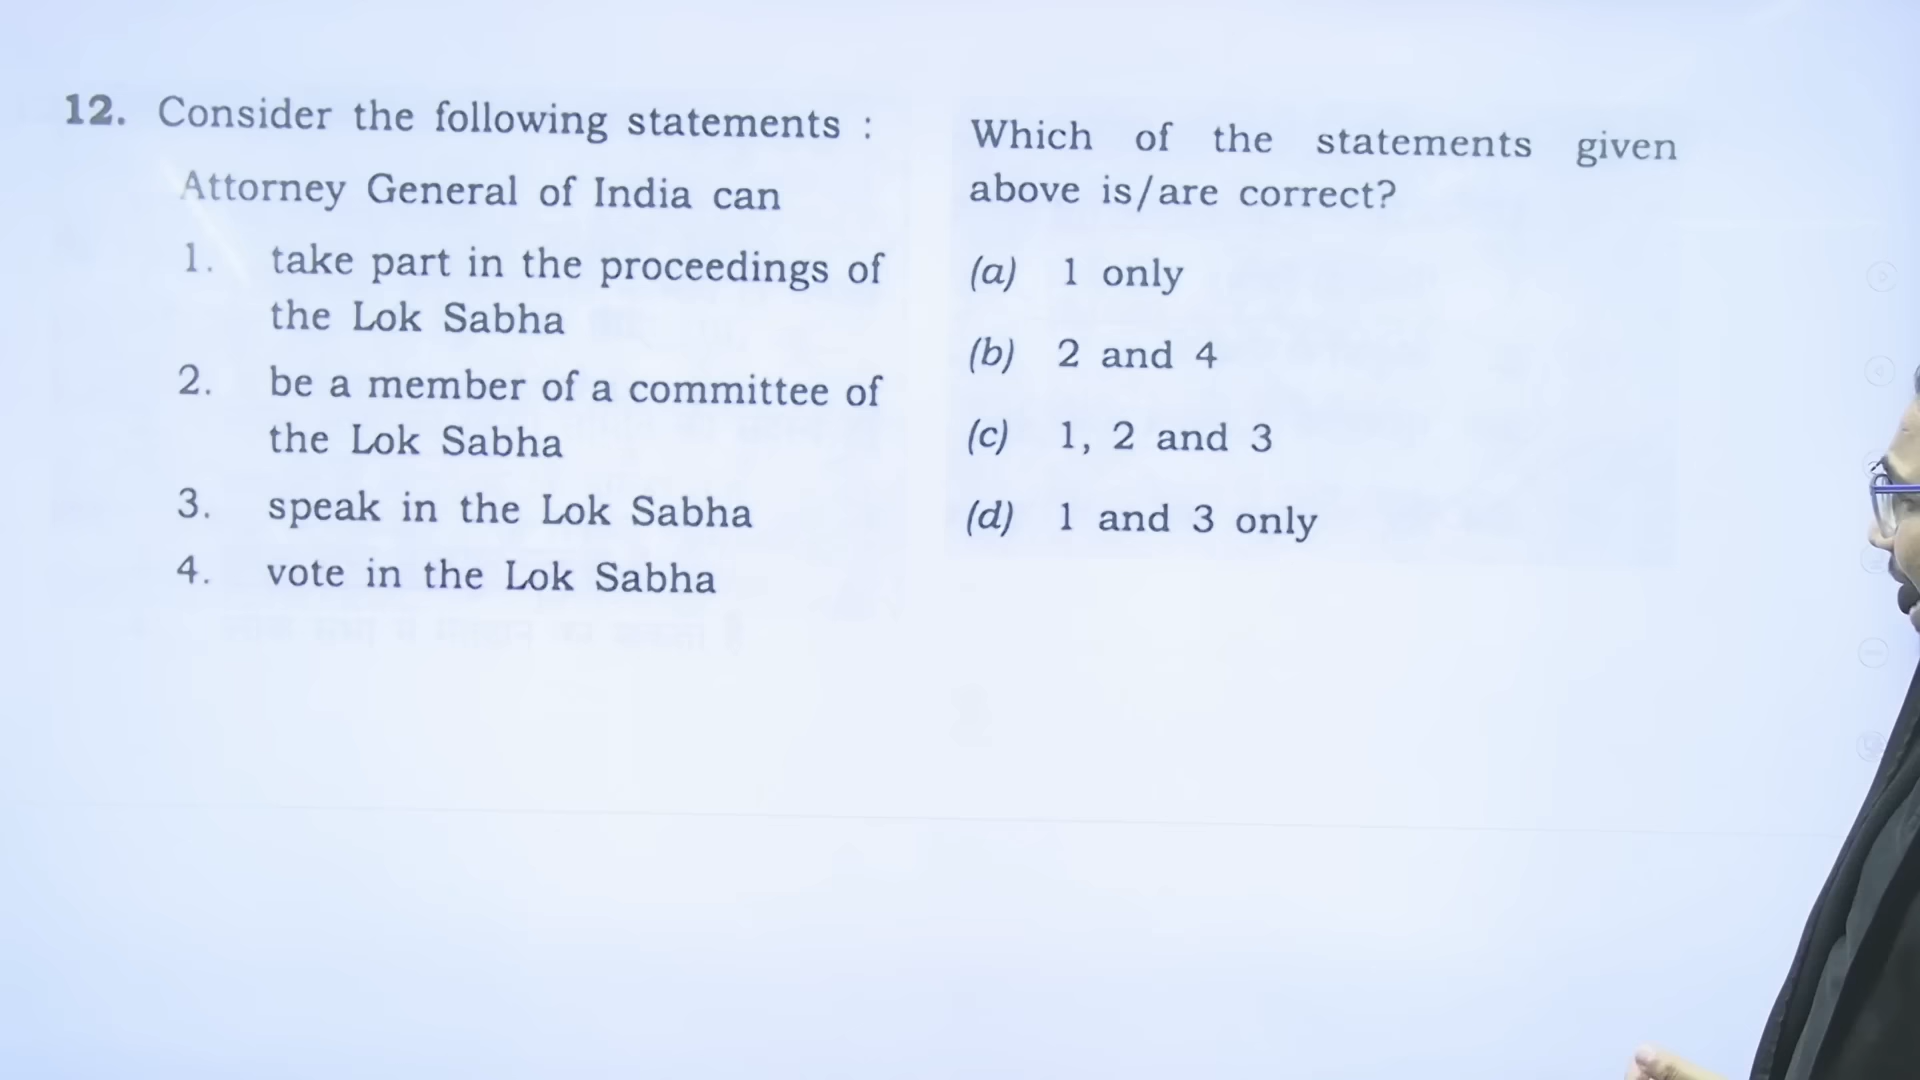 12. Consider the following statements :
Attorney General of India can
1. take part in the proceedings of
the Lok Sabha
2. be a member of a committee of
the Lok Sabha
3. speak in the Lok Sabha
4. vote in the Lok Sabha
Which of the statements given
above is/are correct?
(a) 1 only
(b) 2 and 4
(c) 1, 2 and 3
(d) 1 and 3 only